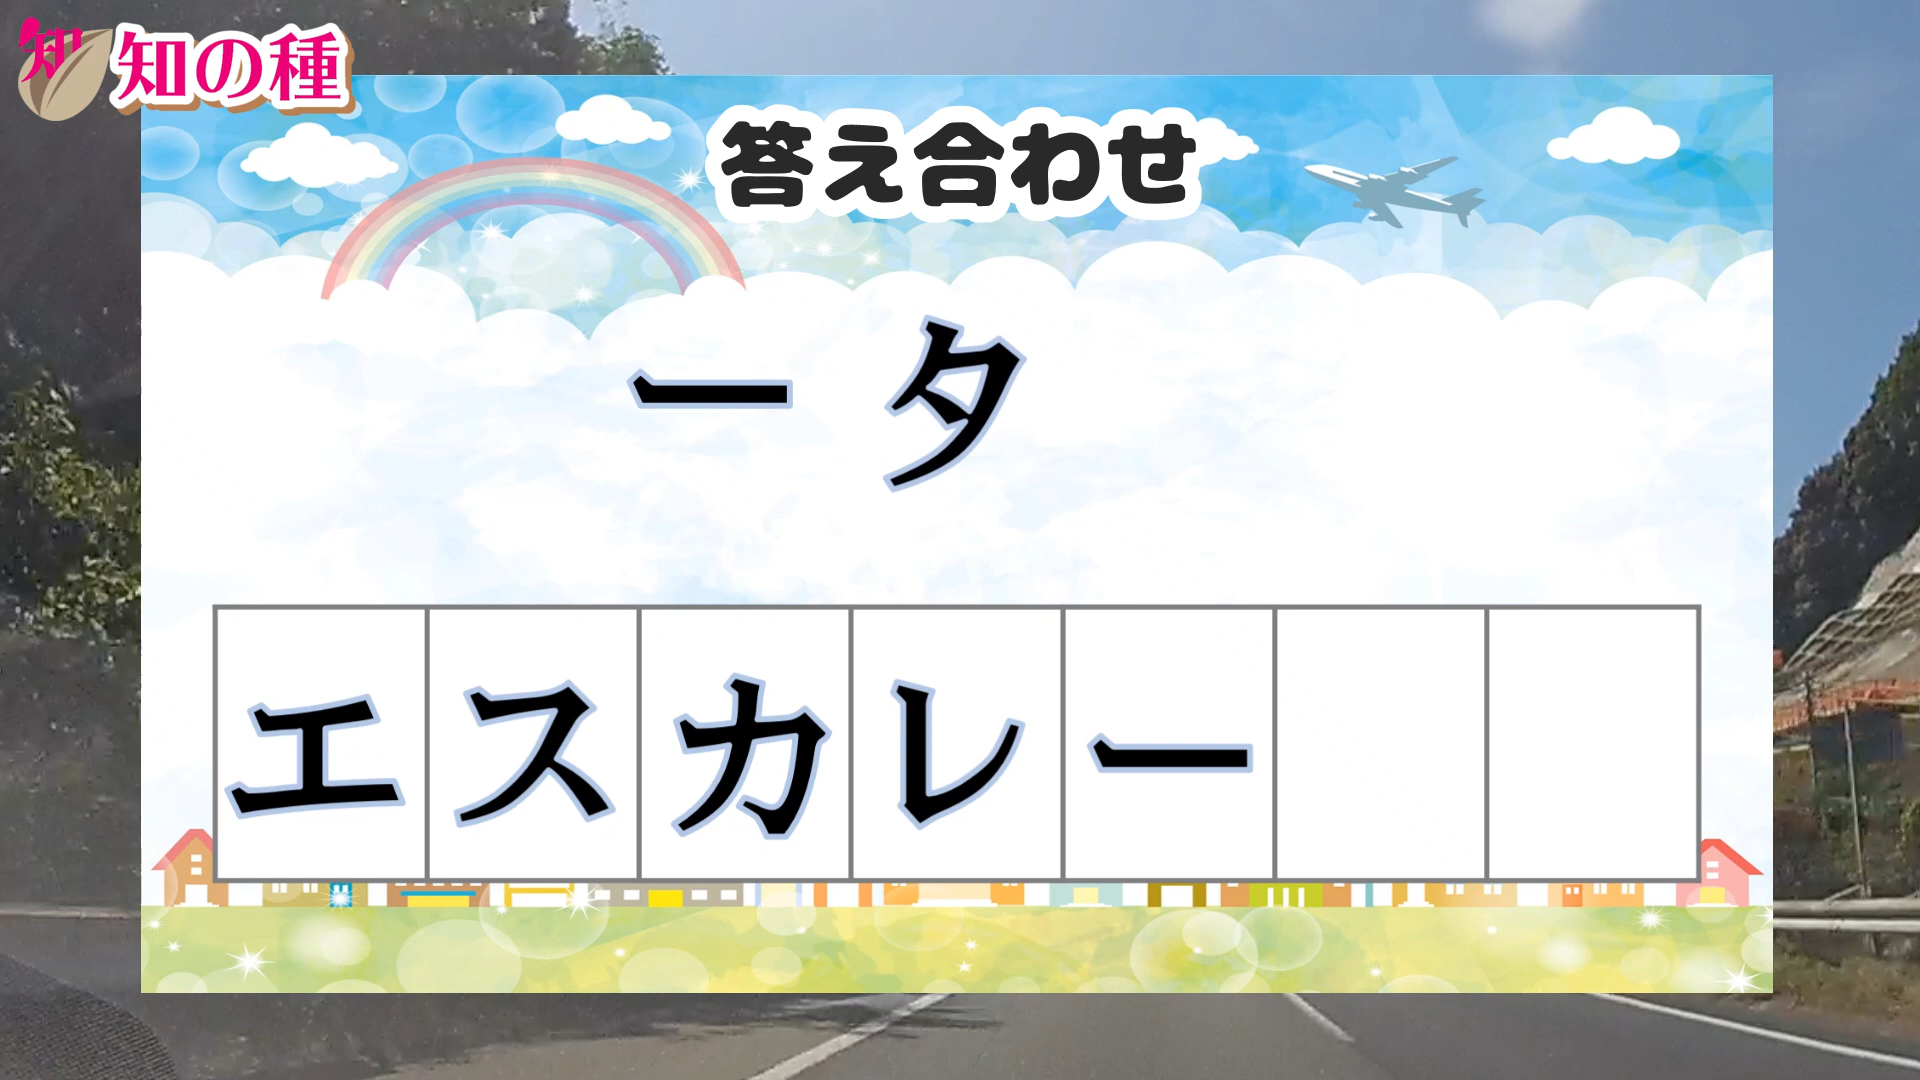 知の種
答え合わせ
ー タ
エ ス カ レ ー